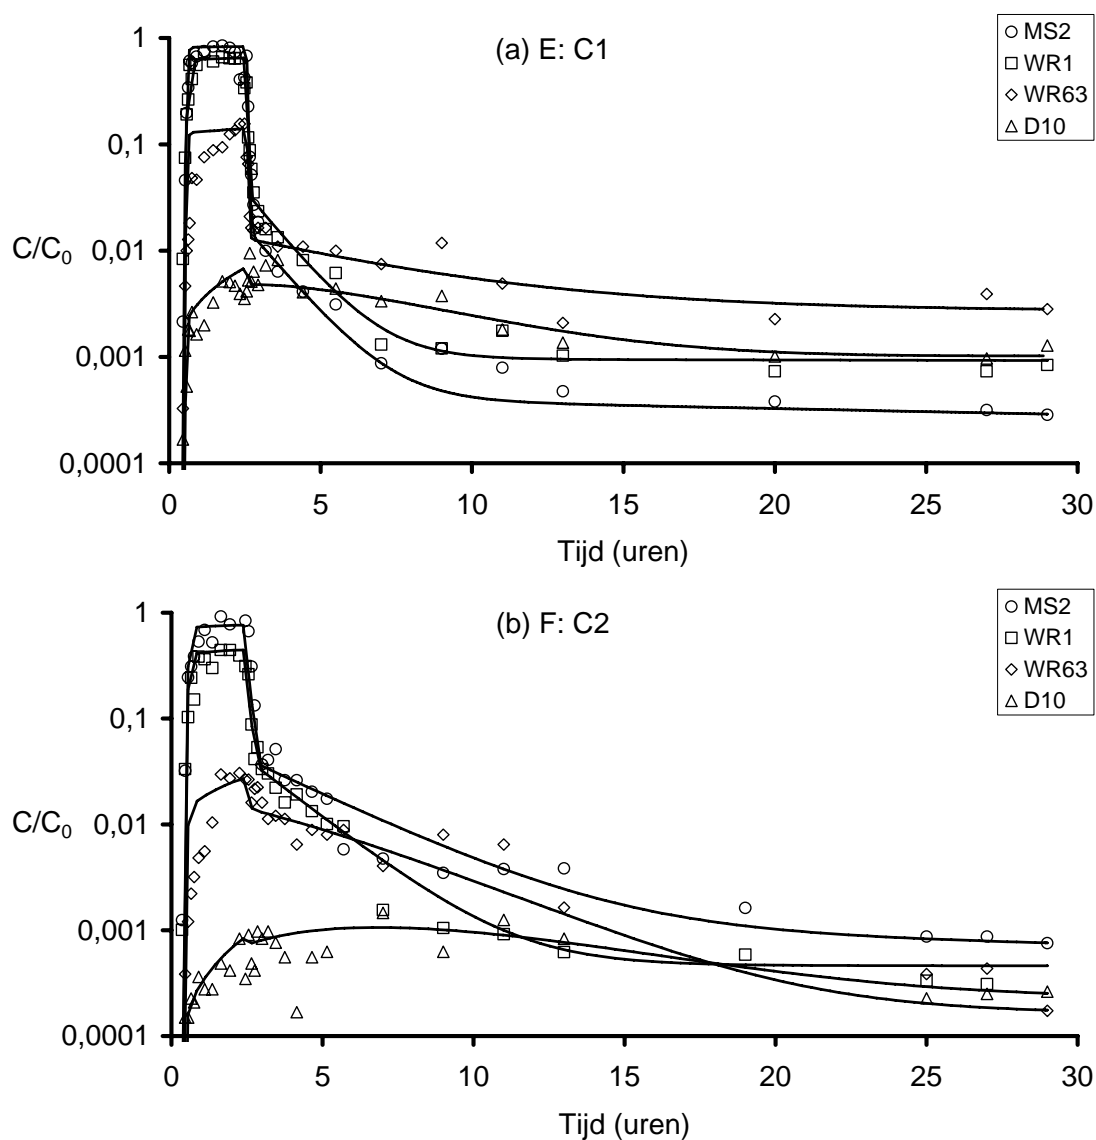 (a) E: C1
MS2
WR1
WR63
D10
1
0,1
0,01
0,001
0,0001
C/C₀
0 5 10 15 20 25 30
Tijd (uren)
(b) F: C2
MS2
WR1
WR63
D10
1
0,1
0,01
0,001
0,0001
C/C₀
0 5 10 15 20 25 30
Tijd (uren)